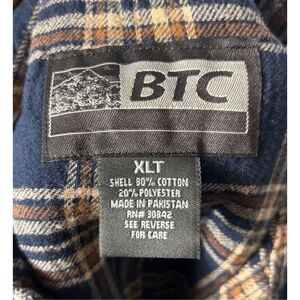 BTC
XLT
SHELL 80% COTTON
20% POLYESTER
MADE IN PAKISTAN
RN# 30842
SEE REVERSE
FOR CARE